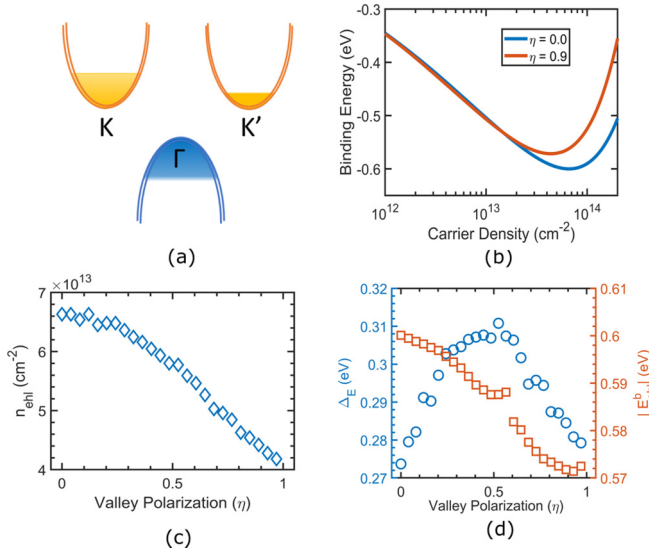 K
K'
Γ
(a)
Binding Energy (eV)
-0.3
-0.4
-0.5
-0.6
η = 0.0
η = 0.9
10^12
10^13
10^14
Carrier Density (cm^-2)
(b)
×10^13
n_ehl (cm^-2)
7
6
5
4
0
0.5
1
Valley Polarization (η)
(c)
Δ_E (eV)
0.32
0.31
0.3
0.29
0.28
0.27
0
0.5
1
Valley Polarization (η)
0.61
0.6
0.59
0.58
0.57
(eV)
(d)